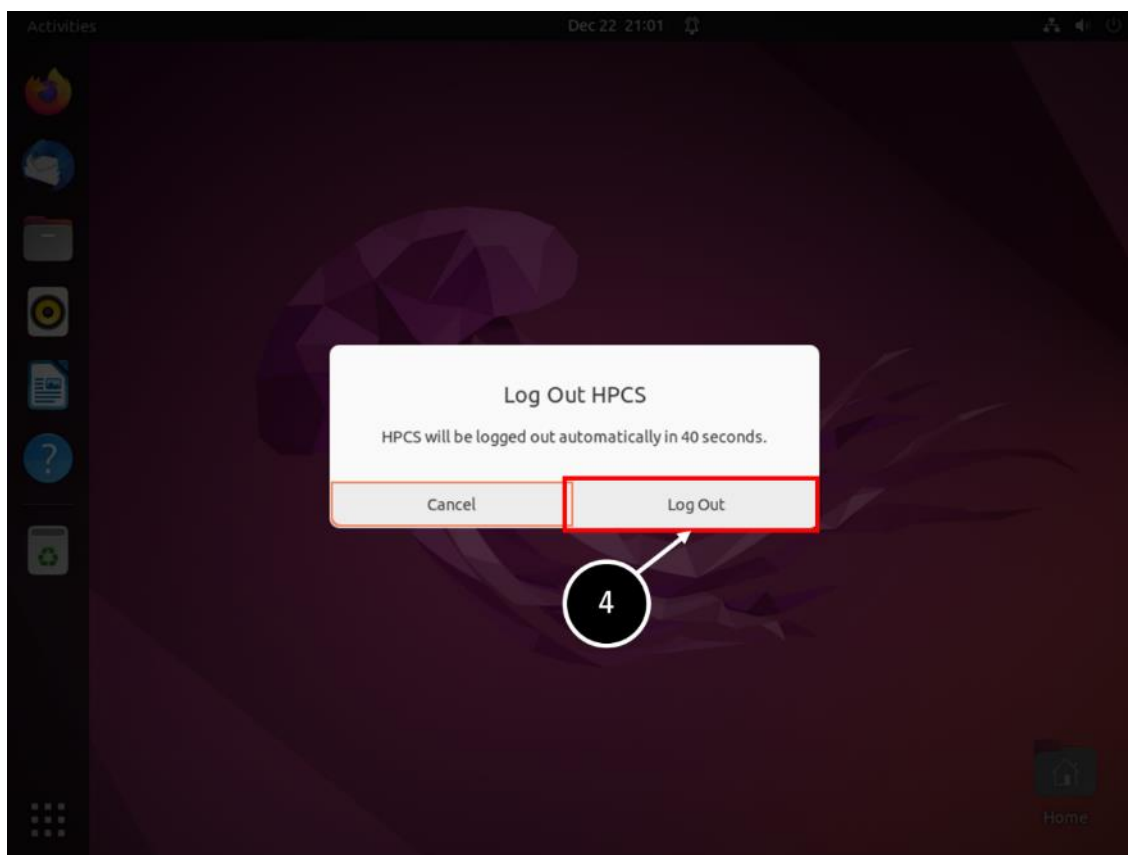 Activities
Dec 22 21:01
Log Out HPCS
HPCS will be logged out automatically in 40 seconds.
Cancel
Log Out
4
?
Home